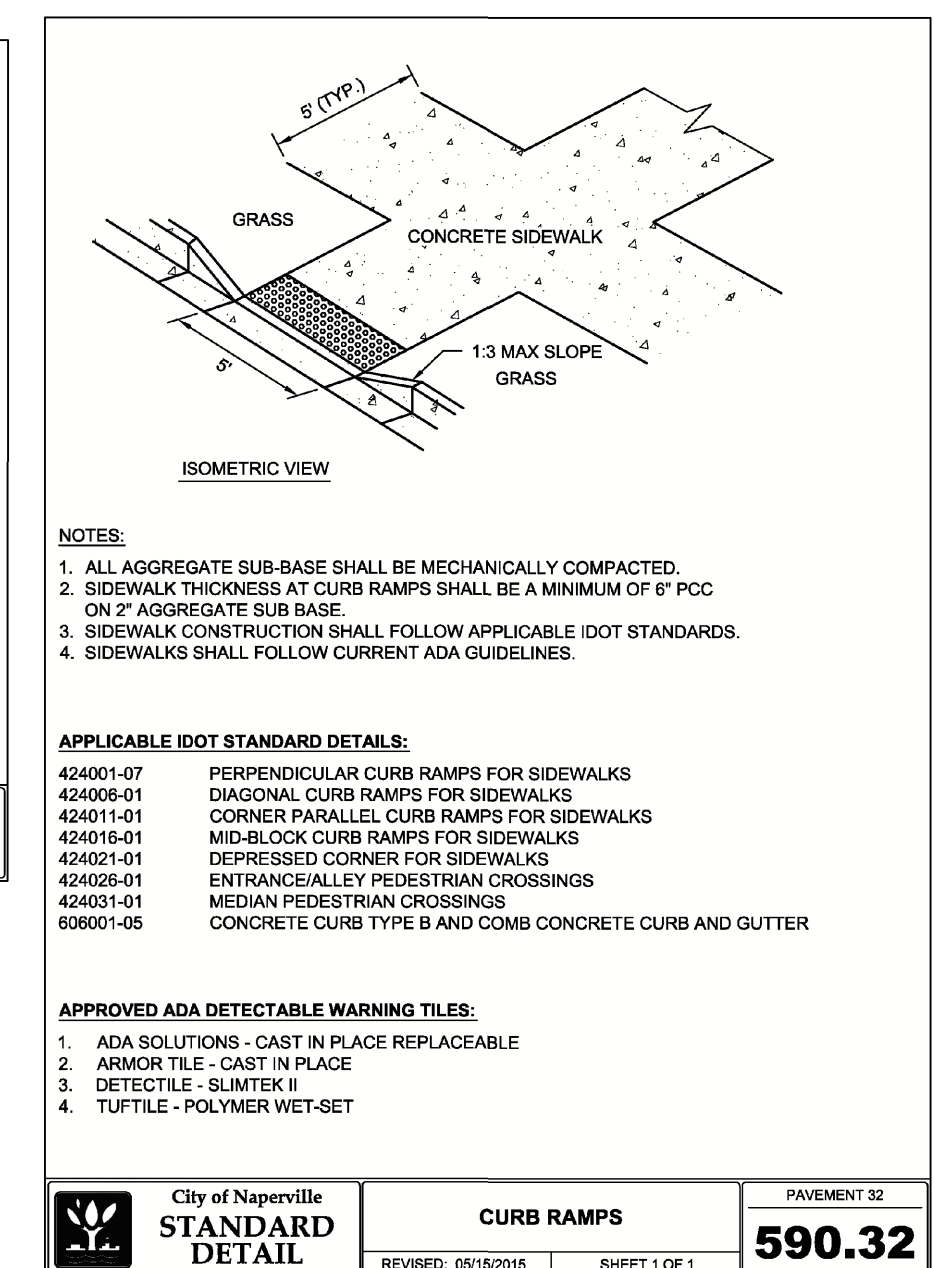 5' (TYP.)
GRASS
CONCRETE SIDEWALK
1:3 MAX SLOPE
GRASS
5'
ISOMETRIC VIEW
NOTES:
1. ALL AGGREGATE SUB-BASE SHALL BE MECHANICALLY COMPACTED.
2. SIDEWALK THICKNESS AT CURB RAMPS SHALL BE A MINIMUM OF 6" PCC
ON 2" AGGREGATE SUB BASE.
3. SIDEWALK CONSTRUCTION SHALL FOLLOW APPLICABLE IDOT STANDARDS.
4. SIDEWALKS SHALL FOLLOW CURRENT ADA GUIDELINES.
APPLICABLE IDOT STANDARD DETAILS:
424001-07 PERPENDICULAR CURB RAMPS FOR SIDEWALKS
424006-01 DIAGONAL CURB RAMPS FOR SIDEWALKS
424011-01 CORNER PARALLEL CURB RAMPS FOR SIDEWALKS
424016-01 MID-BLOCK CURB RAMPS FOR SIDEWALKS
424021-01 DEPRESSED CORNER FOR SIDEWALKS
424026-01 ENTRANCE/ALLEY PEDESTRIAN CROSSINGS
424031-01 MEDIAN PEDESTRIAN CROSSINGS
606001-05 CONCRETE CURB TYPE B AND COMB CONCRETE CURB AND GUTTER
APPROVED ADA DETECTABLE WARNING TILES:
1. ADA SOLUTIONS - CAST IN PLACE REPLACEABLE
2. ARMOR TILE - CAST IN PLACE
3. DETECTILE - SLIMTEK II
4. TUFTILE - POLYMER WET-SET
City of Naperville
STANDARD
DETAIL
CURB RAMPS
REVISED: 05/15/2015
SHEET 1 OF 1
PAVEMENT 32
590.32